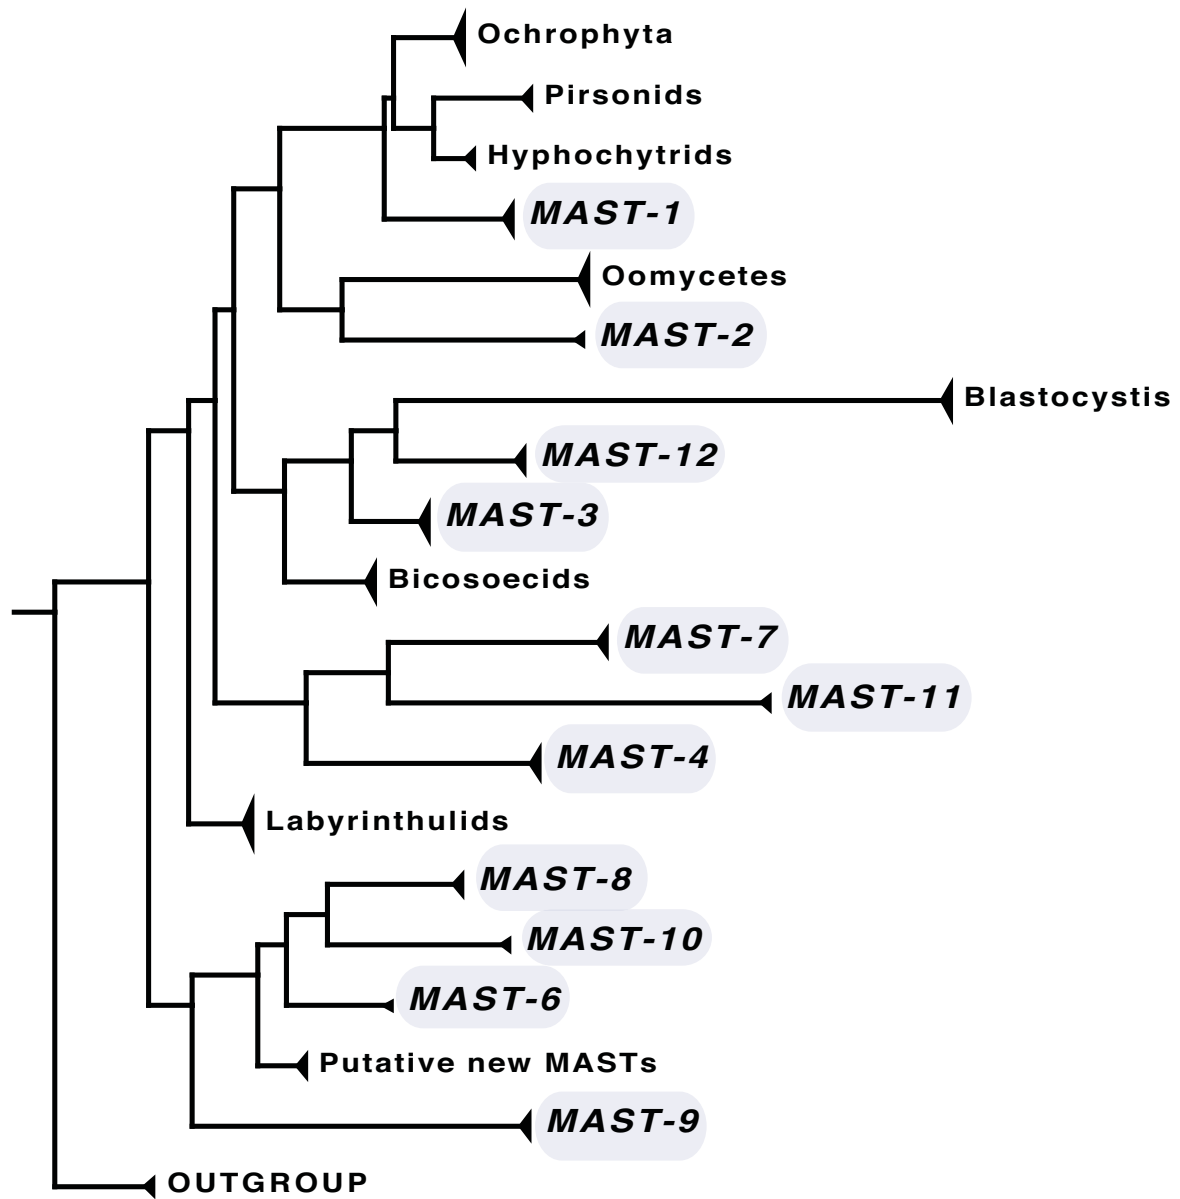 Ochrophyta
Pirsonids
Hyphochytrids
MAST-1
Oomycetes
MAST-2
Blastocystis
MAST-12
MAST-3
Bicosoecids
MAST-7
MAST-11
MAST-4
Labyrinthulids
MAST-8
MAST-10
MAST-6
Putative new MASTs
MAST-9
OUTGROUP